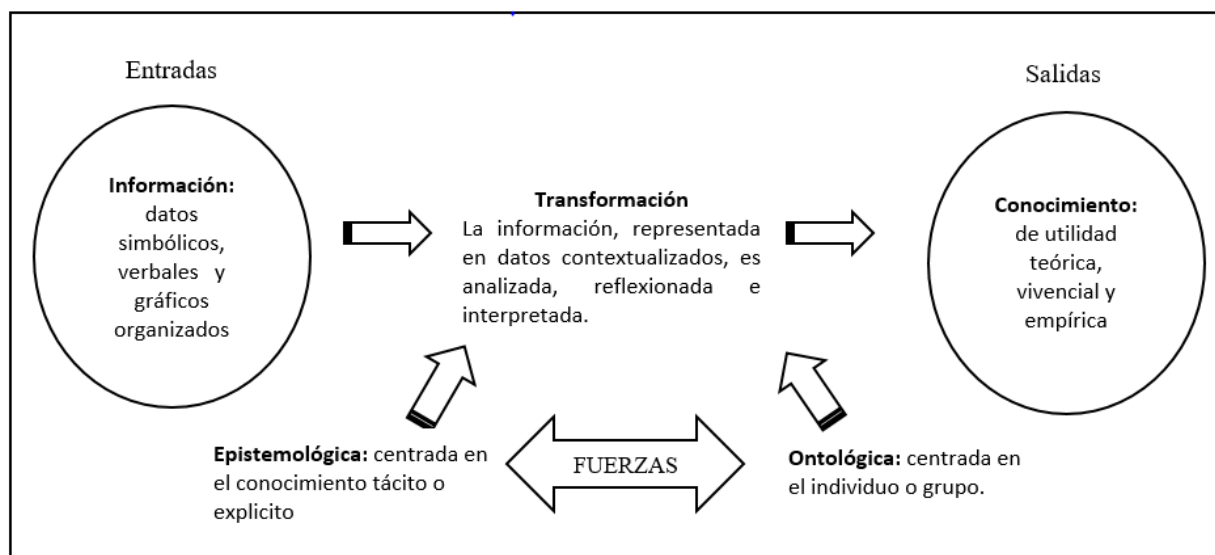 Entradas
Salidas
Información:
datos
simbólicos,
verbales y
gráficos
organizados
Transformación
La información, representada
en datos contextualizados, es
analizada, reflexionada e
interpretada.
Conocimiento:
de utilidad
teórica,
vivencial y
empírica
Epistemológica: centrada en
el conocimiento tácito o
explicito
FUERZAS
Ontológica: centrada en
el individuo o grupo.